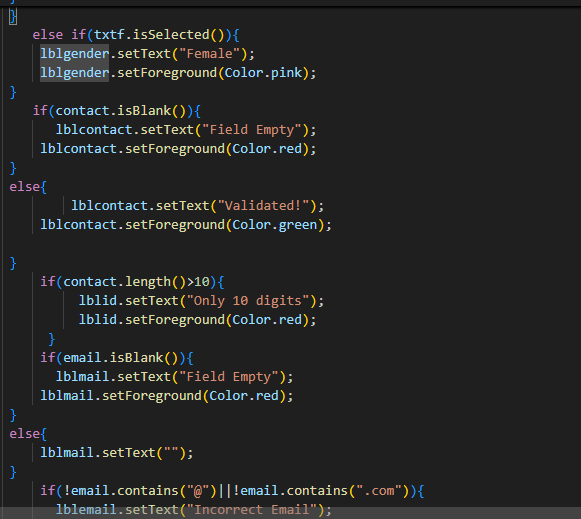 }
else if(txtf.isSelected()){
lblgender.setText("Female");
lblgender.setForeground(Color.pink);
}
if(contact.isBlank()){
lblcontact.setText("Field Empty");
lblcontact.setForeground(Color.red);
}
else{
lblcontact.setText("Validated!");
lblcontact.setForeground(Color.green);
}
if(contact.length()>10){
lblid.setText("Only 10 digits");
lblid.setForeground(Color.red);
}
if(email.isBlank()){
lblmail.setText("Field Empty");
lblmail.setForeground(Color.red);
}
else{
lblmail.setText("");
}
if(!email.contains("@")||!email.contains(".com")){
lblemail.setText("Incorrect Email");